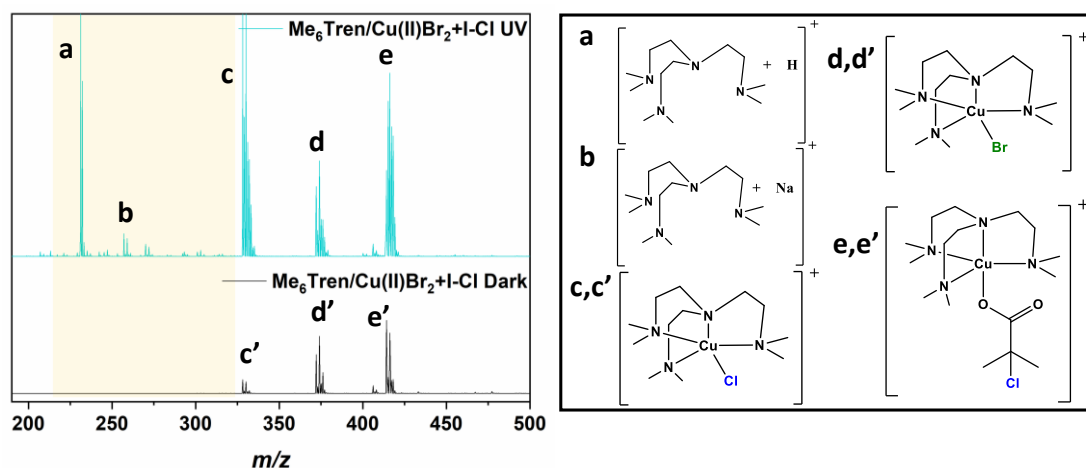 Me6Tren/Cu(II)Br2+I-Cl UV
a
b
c
d
e
Me6Tren/Cu(II)Br2+I-Cl Dark
c’
d’
e’
200 250 300 350 400 450 500
m/z
a
N
N
N
N
+ H
+
b
N
N
N
N
+ Na
+
c,c’
N
N
N
N
Cu
Cl
+
d,d’
N
N
N
N
Cu
Br
+
e,e’
N
N
N
N
Cu
O
O
Cl
+